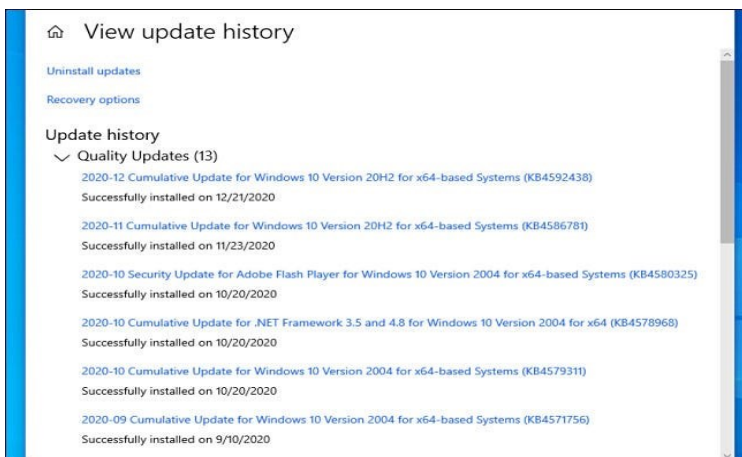 View update history
Uninstall updates
Recovery options
Update history
Quality Updates (13)
2020-12 Cumulative Update for Windows 10 Version 20H2 for x64-based Systems (KB4592438)
Successfully installed on 12/21/2020
2020-11 Cumulative Update for Windows 10 Version 20H2 for x64-based Systems (KB4586781)
Successfully installed on 11/23/2020
2020-10 Security Update for Adobe Flash Player for Windows 10 Version 2004 for x64-based Systems (KB4580325)
Successfully installed on 10/20/2020
2020-10 Cumulative Update for .NET Framework 3.5 and 4.8 for Windows 10 Version 2004 for x64 (KB4578968)
Successfully installed on 10/20/2020
2020-10 Cumulative Update for Windows 10 Version 2004 for x64-based Systems (KB4579311)
Successfully installed on 10/20/2020
2020-09 Cumulative Update for Windows 10 Version 2004 for x64-based Systems (KB4571756)
Successfully installed on 9/10/2020